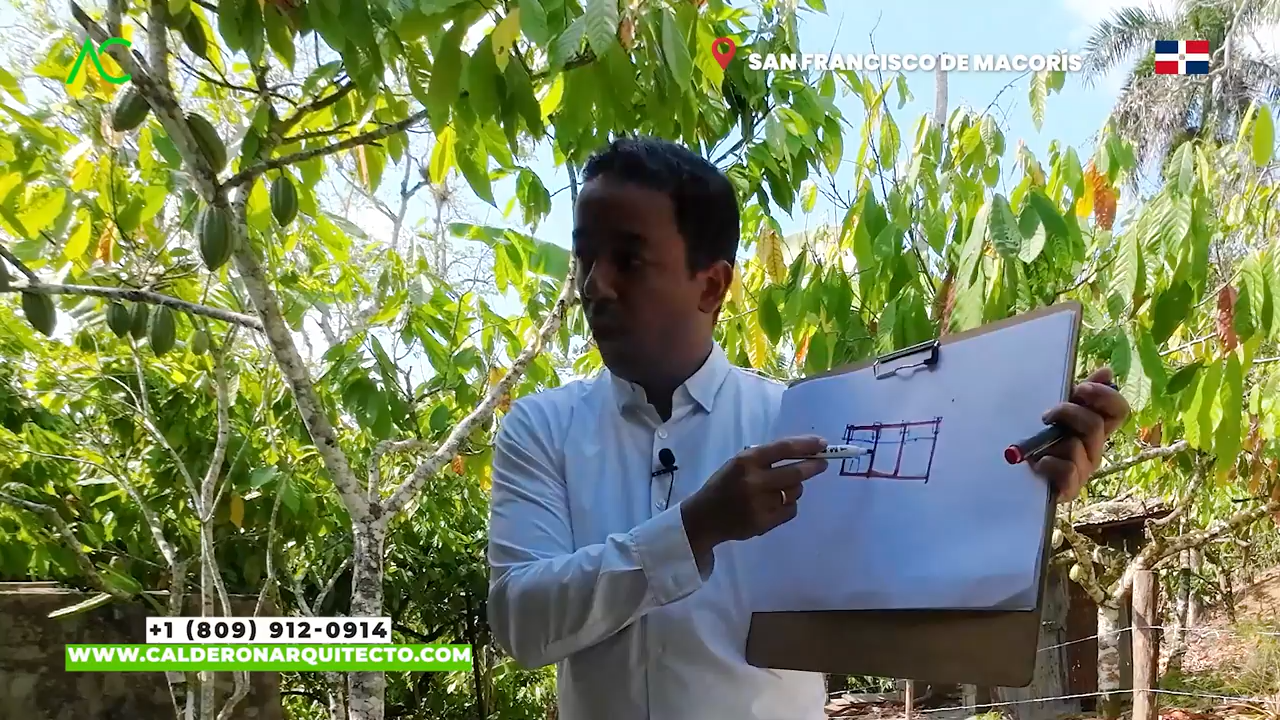 AC
SAN FRANCISCO DE MACORÍS
+1 (809) 912-0914
WWW.CALDERONARQUITECTO.COM